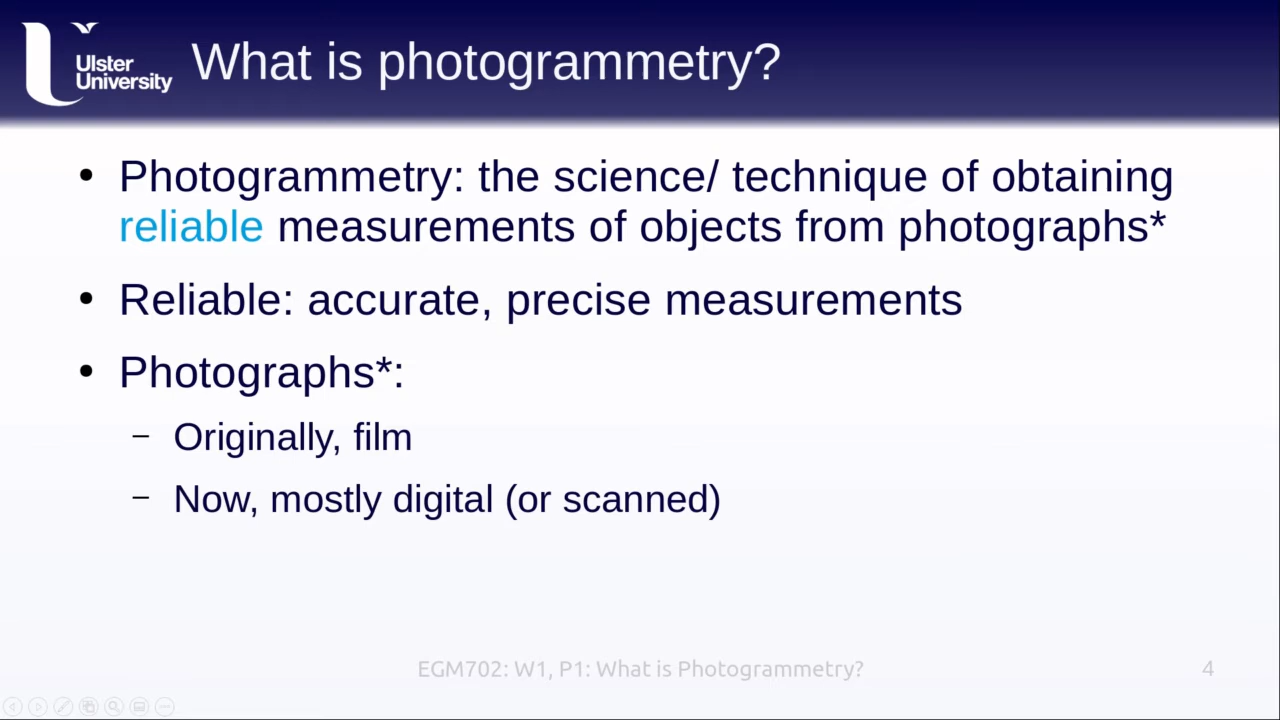 Ulster
University
What is photogrammetry?
• Photogrammetry: the science/ technique of obtaining
reliable measurements of objects from photographs*
• Reliable: accurate, precise measurements
• Photographs*:
– Originally, film
– Now, mostly digital (or scanned)
EGM702: W1, P1: What is Photogrammetry?
4